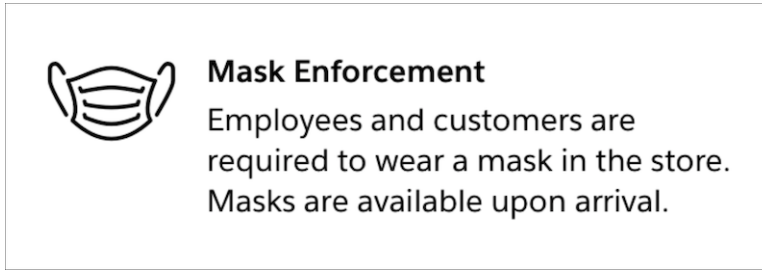 Mask Enforcement
Employees and customers are
required to wear a mask in the store.
Masks are available upon arrival.